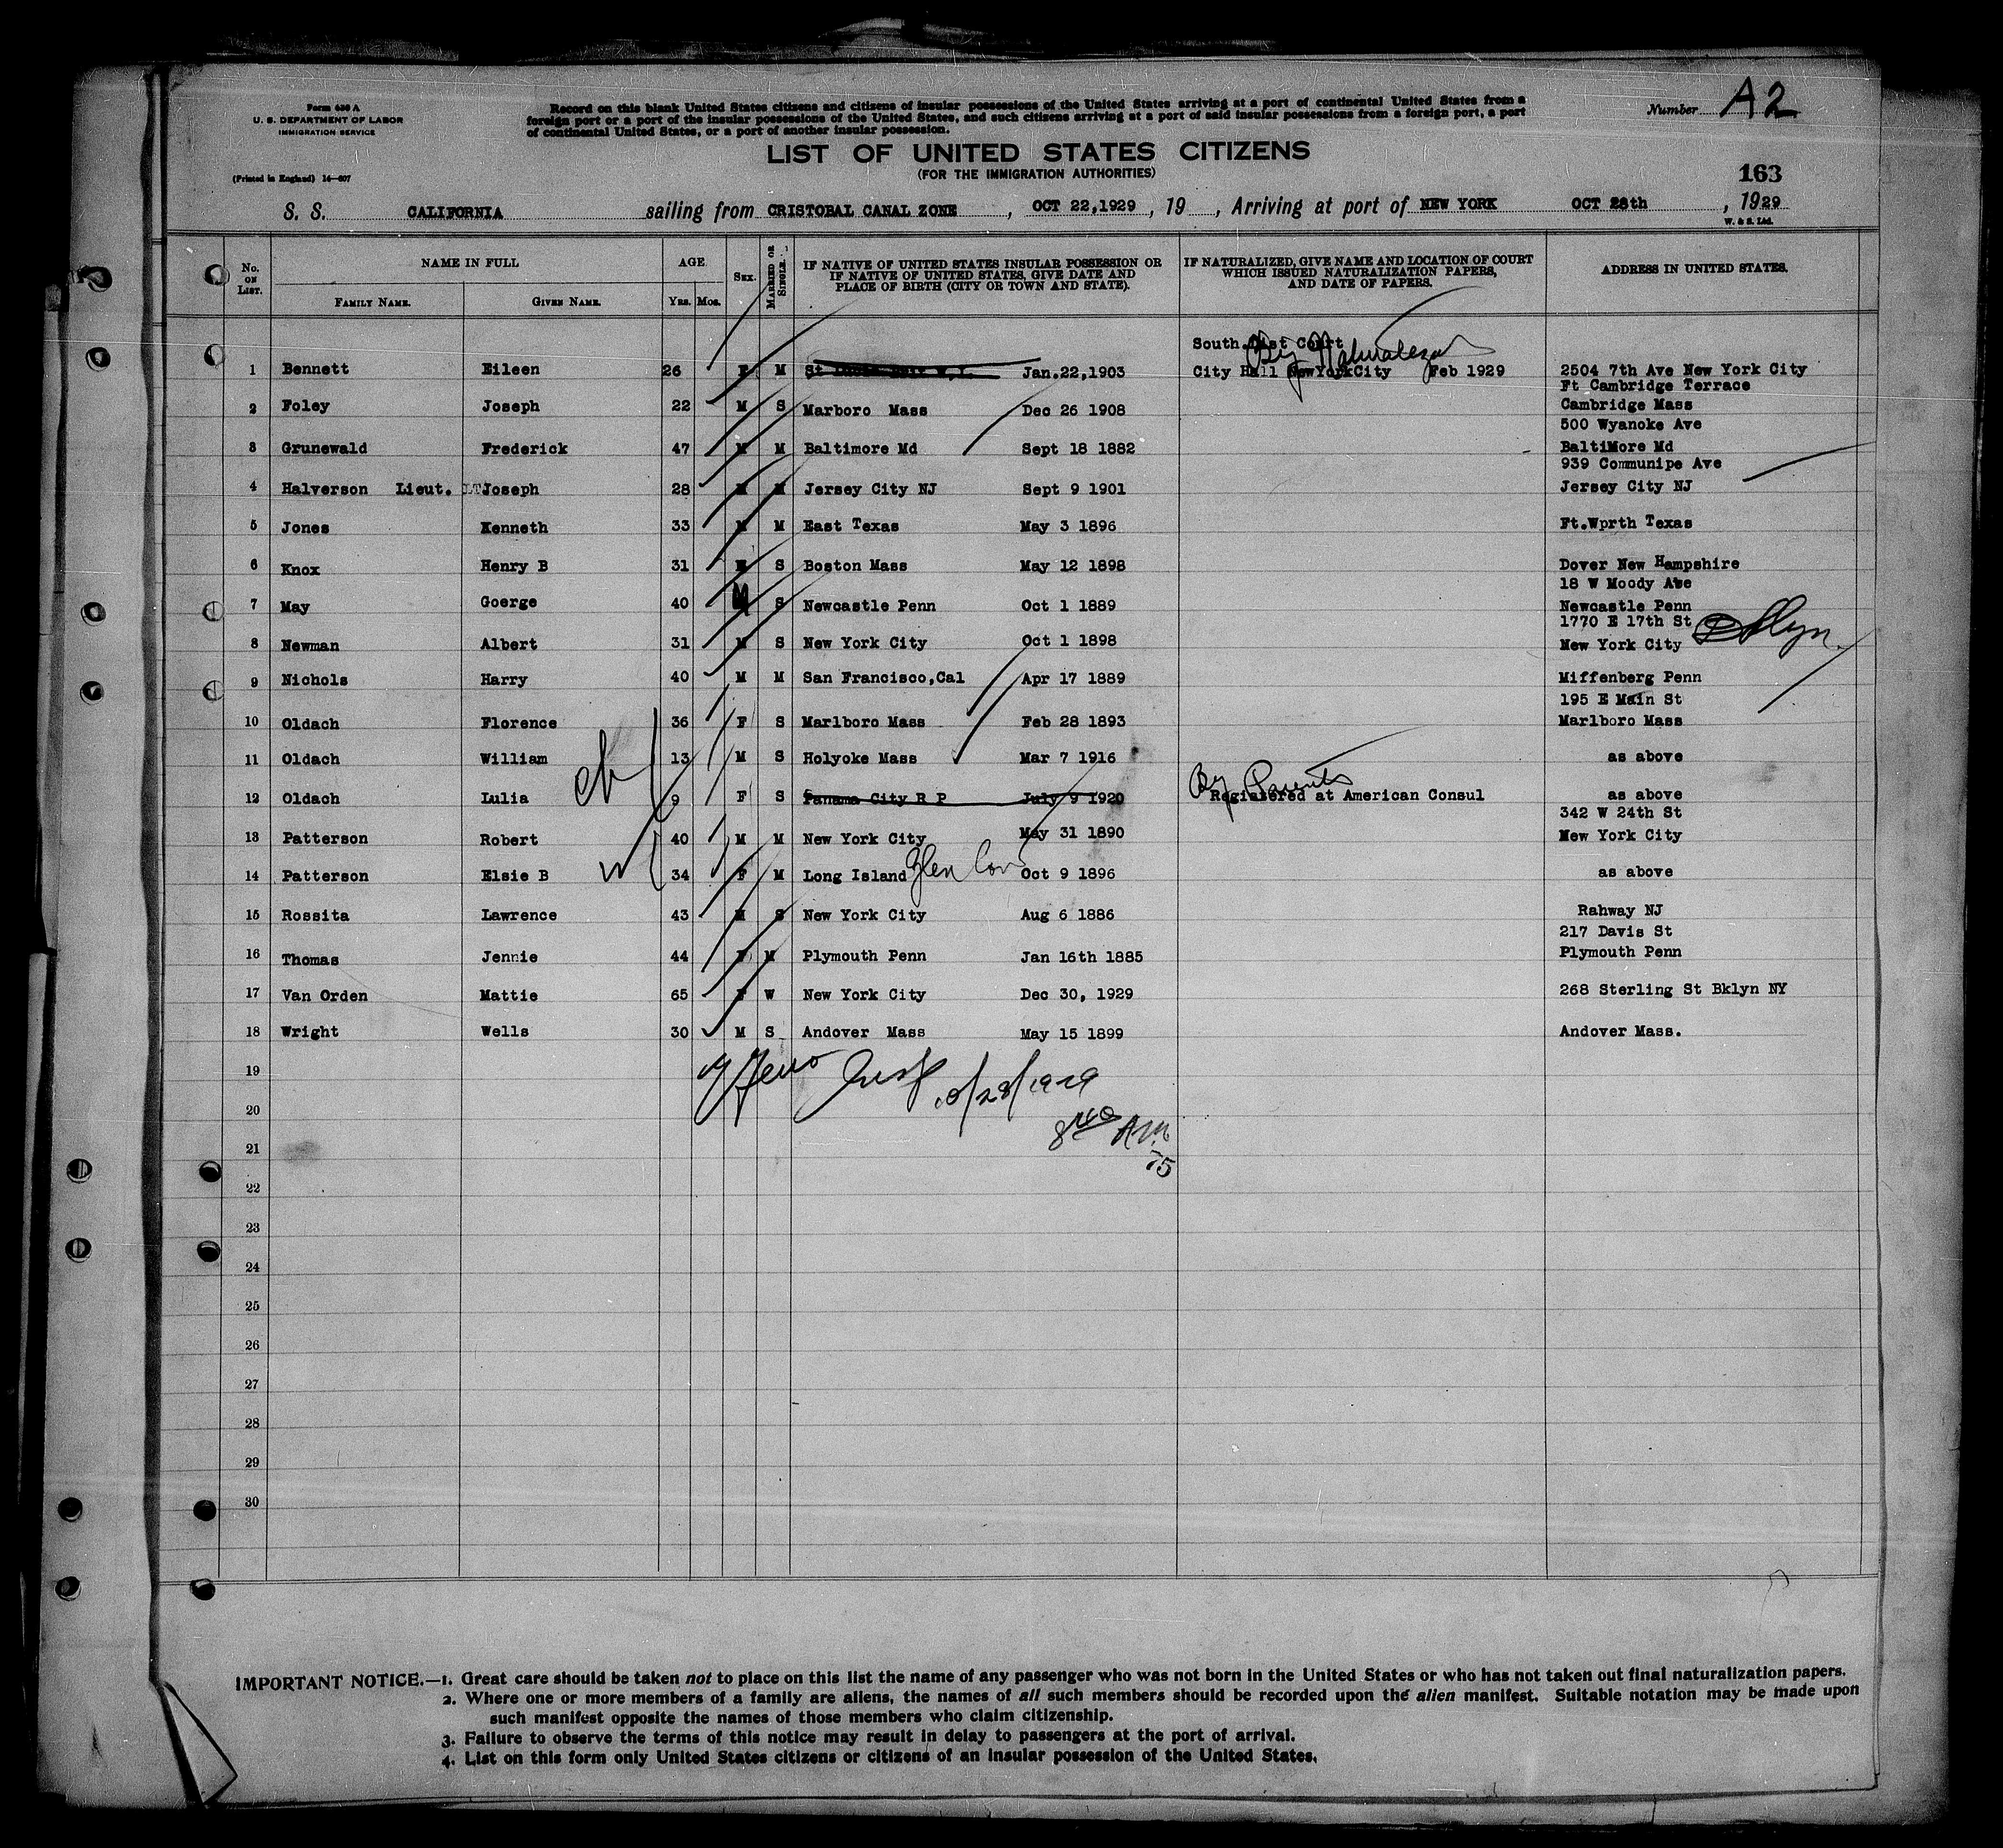 Form 630 A
U. S. DEPARTMENT OF LABOR
IMMIGRATION SERVICE
(Printed in England) 14—607
Record on this blank United States citizens and citizens of insular possessions of the United States arriving at a port of continental United States from a
foreign port or a port of the insular possessions of the United States, and such citizens arriving at a port of said insular possessions from a foreign port, a port
of continental United States, or a port of another insular possession.
Number A2
LIST OF UNITED STATES CITIZENS
(FOR THE IMMIGRATION AUTHORITIES)
163
S. S. CALIFORNIA sailing from CRISTOBAL CANAL ZONE , OCT 22,1929 , 19 , Arriving at port of NEW YORK OCT 28th , 1929
W. & S. Ltd.
No. ON LIST. NAME IN FULL FAMILY NAME. GIVEN NAME. AGE YRS. MOS. SEX. MARRIED OR SINGLE. IF NATIVE OF UNITED STATES INSULAR POSSESSION OR IF NATIVE OF UNITED STATES, GIVE DATE AND PLACE OF BIRTH (CITY OR TOWN AND STATE). IF NATURALIZED, GIVE NAME AND LOCATION OF COURT WHICH ISSUED NATURALIZATION PAPERS, AND DATE OF PAPERS. ADDRESS IN UNITED STATES.
South.Dist Court
1 Bennett Eileen 26 F M St W.I. Jan.22,1903 City Hall NewYorkCity Feb 1929 2504 7th Ave New York City
Ft Cambridge Terrace
2 Foley Joseph 22 M S Marboro Mass Dec 26 1908 Cambridge Mass
500 Wyanoke Ave
3 Grunewald Frederick 47 M M Baltimore Md Sept 18 1882 BaltiMore Md
939 Communipe Ave
4 Halverson Lieut. LTJoseph 28 M M Jersey City NJ Sept 9 1901 Jersey City NJ
5 Jones Kenneth 33 M M East Texas May 3 1896 Ft.Wprth Texas
6 Knox Henry B 31 M S Boston Mass May 12 1898 Dover New Hampshire
18 W Moody Ave
7 May Goerge 40 M S Newcastle Penn Oct 1 1889 Newcastle Penn
1770 E 17th St
8 Newman Albert 31 M S New York City Oct 1 1898 New York City Bklyn
9 Nichols Harry 40 M M San Francisco,Cal Apr 17 1889 Miffenberg Penn
195 E Main St
10 Oldach Florence 36 F S Marlboro Mass Feb 28 1893 Marlboro Mass
11 Oldach William 13 M S Holyoke Mass Mar 7 1916 as above
By Parents
12 Oldach Lulia 9 F S Panama City R P July 9 1920 Registered at American Consul as above
342 W 24th St
13 Patterson Robert 40 M M New York City May 31 1890 New York City
14 Patterson Elsie B 34 F M Long Island Glen Cove Oct 9 1896 as above
15 Rossita Lawrence 43 M S New York City Aug 6 1886 Rahway NJ
217 Davis St
16 Thomas Jennie 44 F M Plymouth Penn Jan 16th 1885 Plymouth Penn
17 Van Orden Mattie 65 F W New York City Dec 30, 1929 268 Sterling St Bklyn NY
18 Wright Wells 30 M S Andover Mass May 15 1899 Andover Mass.
19
Insp 10/28/1929
20
AM
21
75
22
23
24
25
26
27
28
29
30
IMPORTANT NOTICE.—1. Great care should be taken not to place on this list the name of any passenger who was not born in the United States or who has not taken out final naturalization papers.
2. Where one or more members of a family are aliens, the names of all such members should be recorded upon the alien manifest. Suitable notation may be made upon
such manifest opposite the names of those members who claim citizenship.
3. Failure to observe the terms of this notice may result in delay to passengers at the port of arrival.
4. List on this form only United States citizens or citizens of an insular possession of the United States.